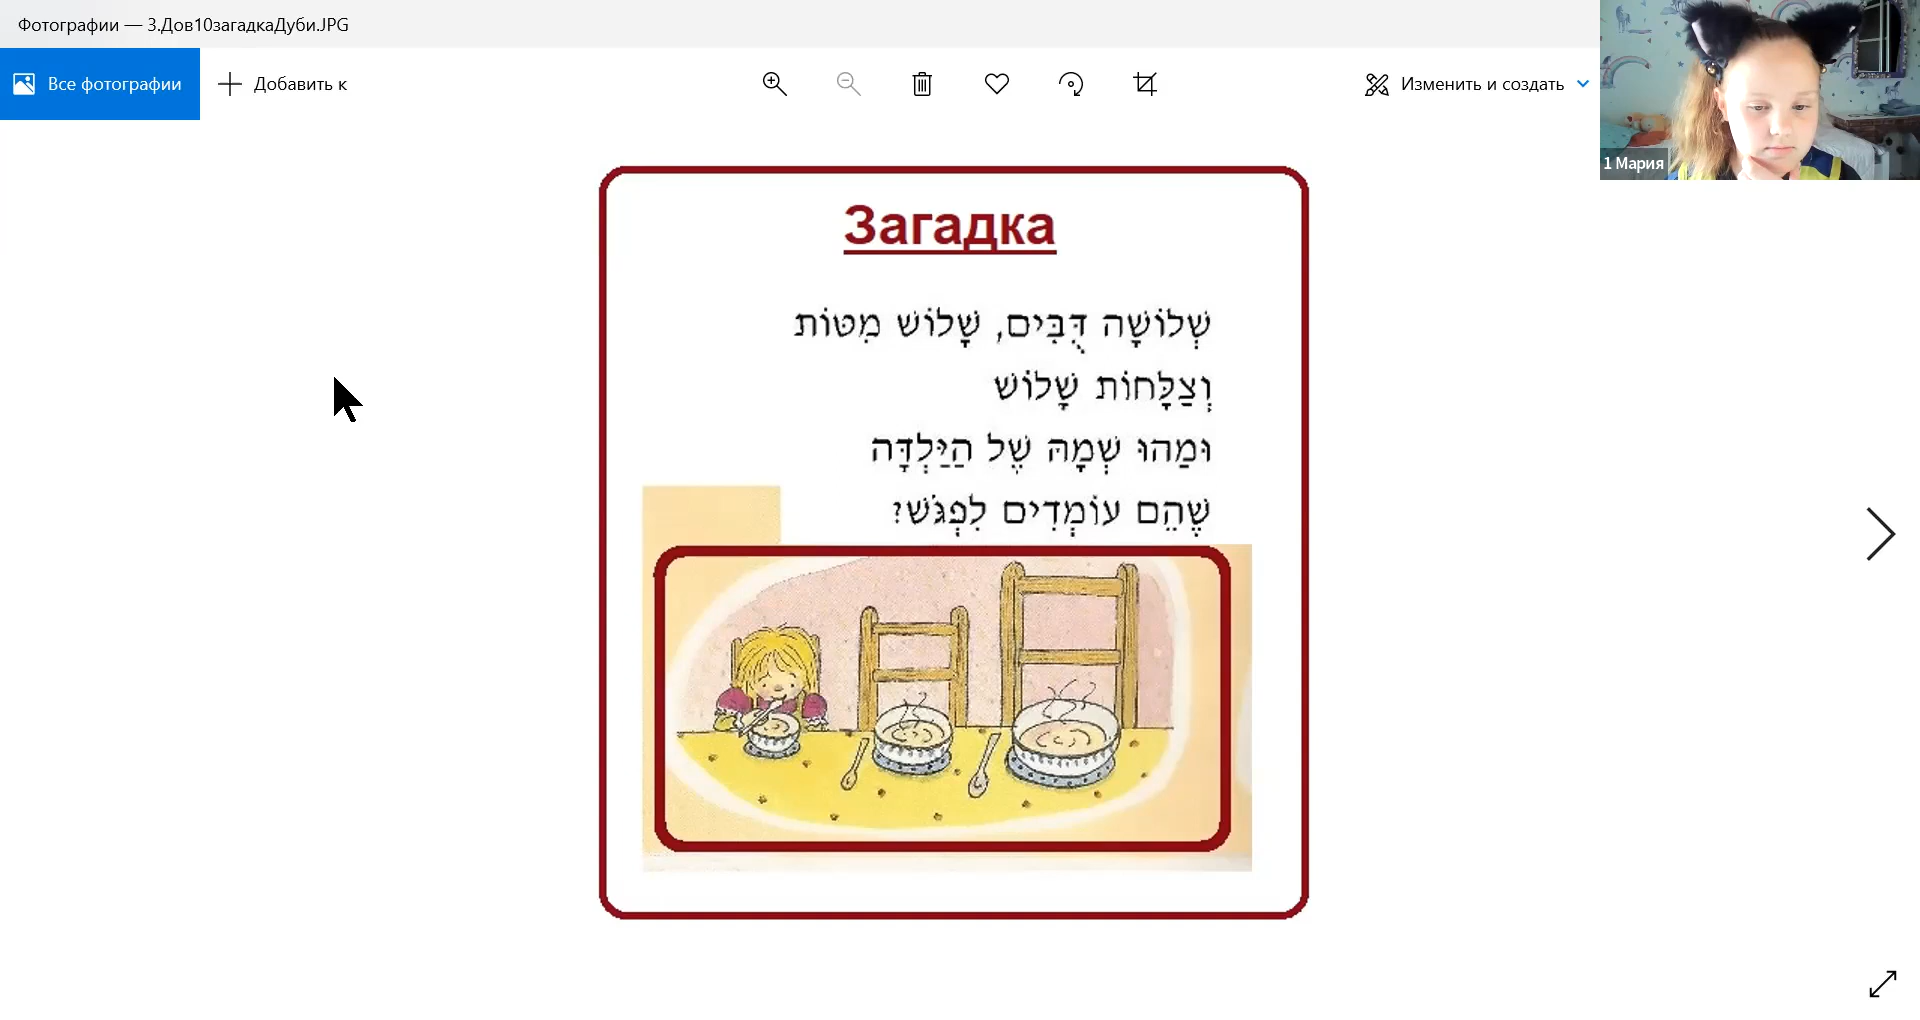 Фотографии — 3.Дов10загадкаДуби.JPG
Все фотографии
Добавить к
Изменить и создать
1 Мария
Загадка
שְׁלוֹשָׁה דֻּבִּים, שָׁלוֹשׁ מִטּוֹת
וְצַלָּחוֹת שָׁלוֹשׁ
וּמַהוּ שְׁמָהּ שֶׁל הַיַּלְדָּה
שֶׁהֵם עוֹמְדִים לִפְגֹּשׁ?